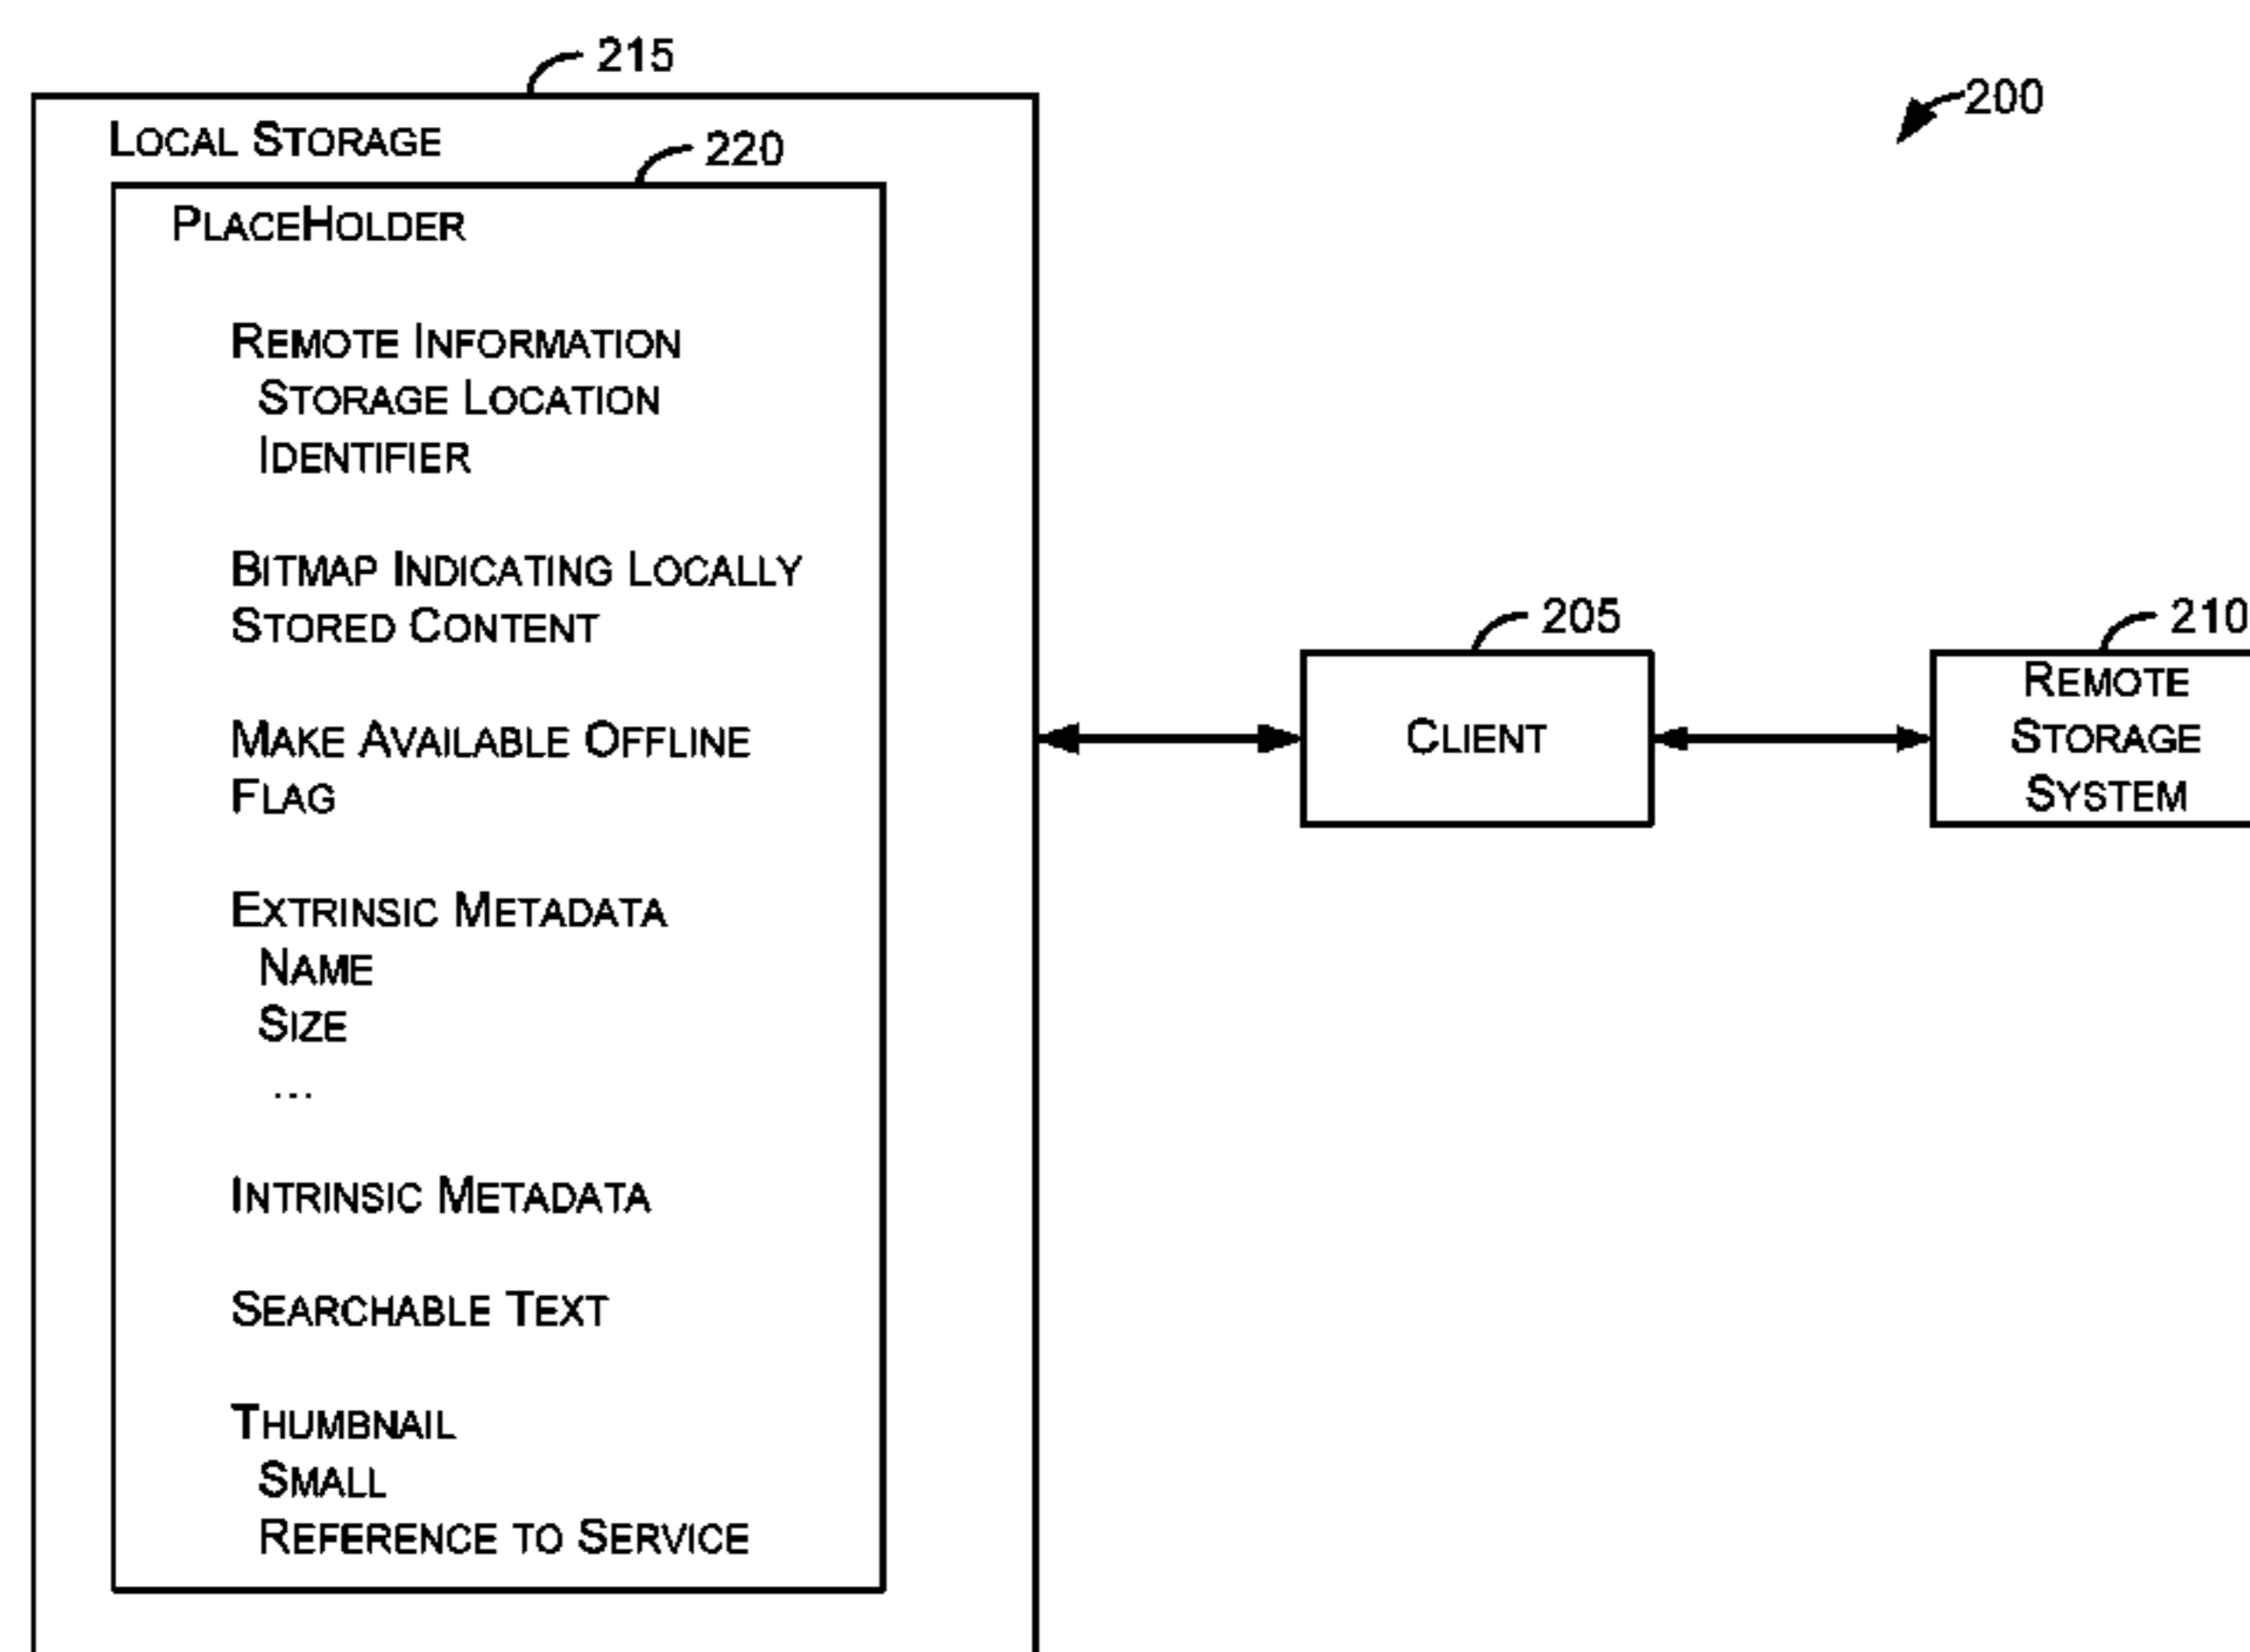 215
200
LOCAL STORAGE
220
PLACEHOLDER
REMOTE INFORMATION
STORAGE LOCATION
IDENTIFIER
BITMAP INDICATING LOCALLY
STORED CONTENT
MAKE AVAILABLE OFFLINE
FLAG
EXTRINSIC METADATA
NAME
SIZE
...
INTRINSIC METADATA
SEARCHABLE TEXT
THUMBNAIL
SMALL
REFERENCE TO SERVICE
205
CLIENT
210
REMOTE
STORAGE
SYSTEM